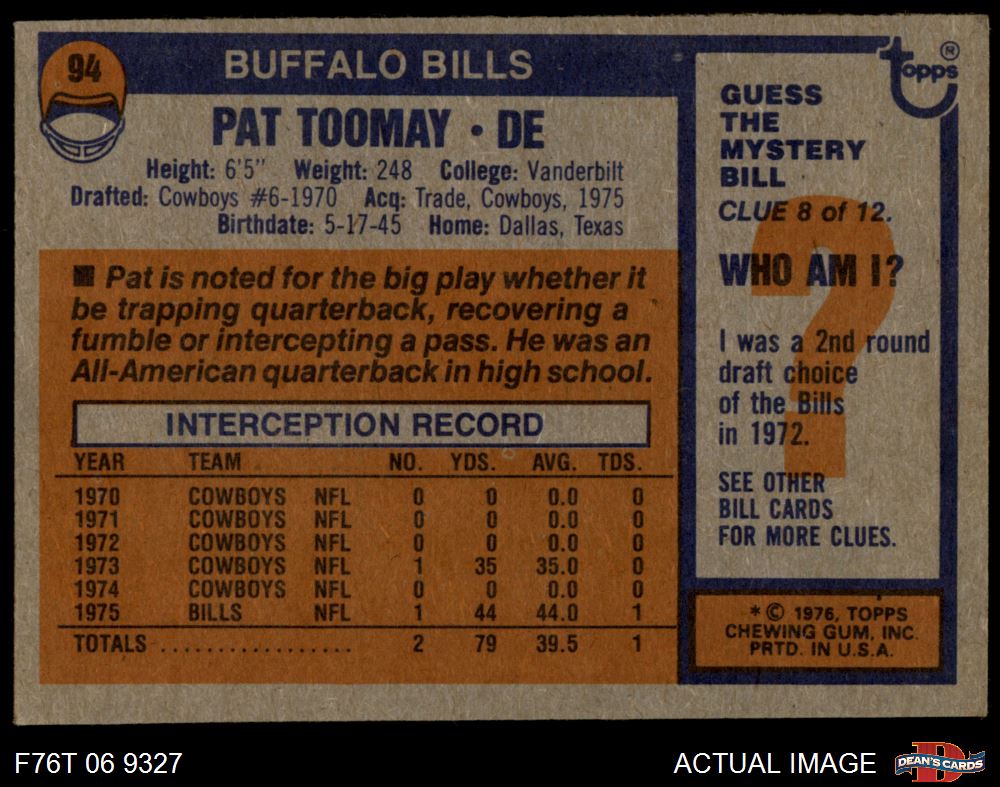 94
BUFFALO BILLS
PAT TOOMAY • DE
Height: 6'5" Weight: 248 College: Vanderbilt
Drafted: Cowboys #6-1970 Acq: Trade, Cowboys, 1975
Birthdate: 5-17-45 Home: Dallas, Texas
Pat is noted for the big play whether it
be trapping quarterback, recovering a
fumble or intercepting a pass. He was an
All-American quarterback in high school.
INTERCEPTION RECORD
YEAR TEAM NO. YDS. AVG. TDS.
1970 COWBOYS NFL 0 0 0.0 0
1971 COWBOYS NFL 0 0 0.0 0
1972 COWBOYS NFL 0 0 0.0 0
1973 COWBOYS NFL 1 35 35.0 0
1974 COWBOYS NFL 0 0 0.0 0
1975 BILLS NFL 1 44 44.0 1
TOTALS ................. 2 79 39.5 1
topps ®
GUESS
THE
MYSTERY
BILL
CLUE 8 of 12.
?
WHO AM I?
I was a 2nd round
draft choice
of the Bills
in 1972.
SEE OTHER
BILL CARDS
FOR MORE CLUES.
*© 1976, TOPPS
CHEWING GUM, INC.
PRTD. IN U.S.A.
F76T 06 9327
ACTUAL IMAGE
D
DEAN'S CARDS